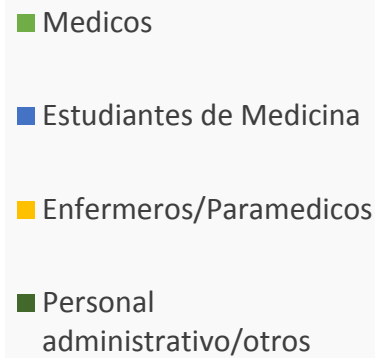 Medicos
Estudiantes de Medicina
Enfermeros/Paramedicos
Personal
administrativo/otros